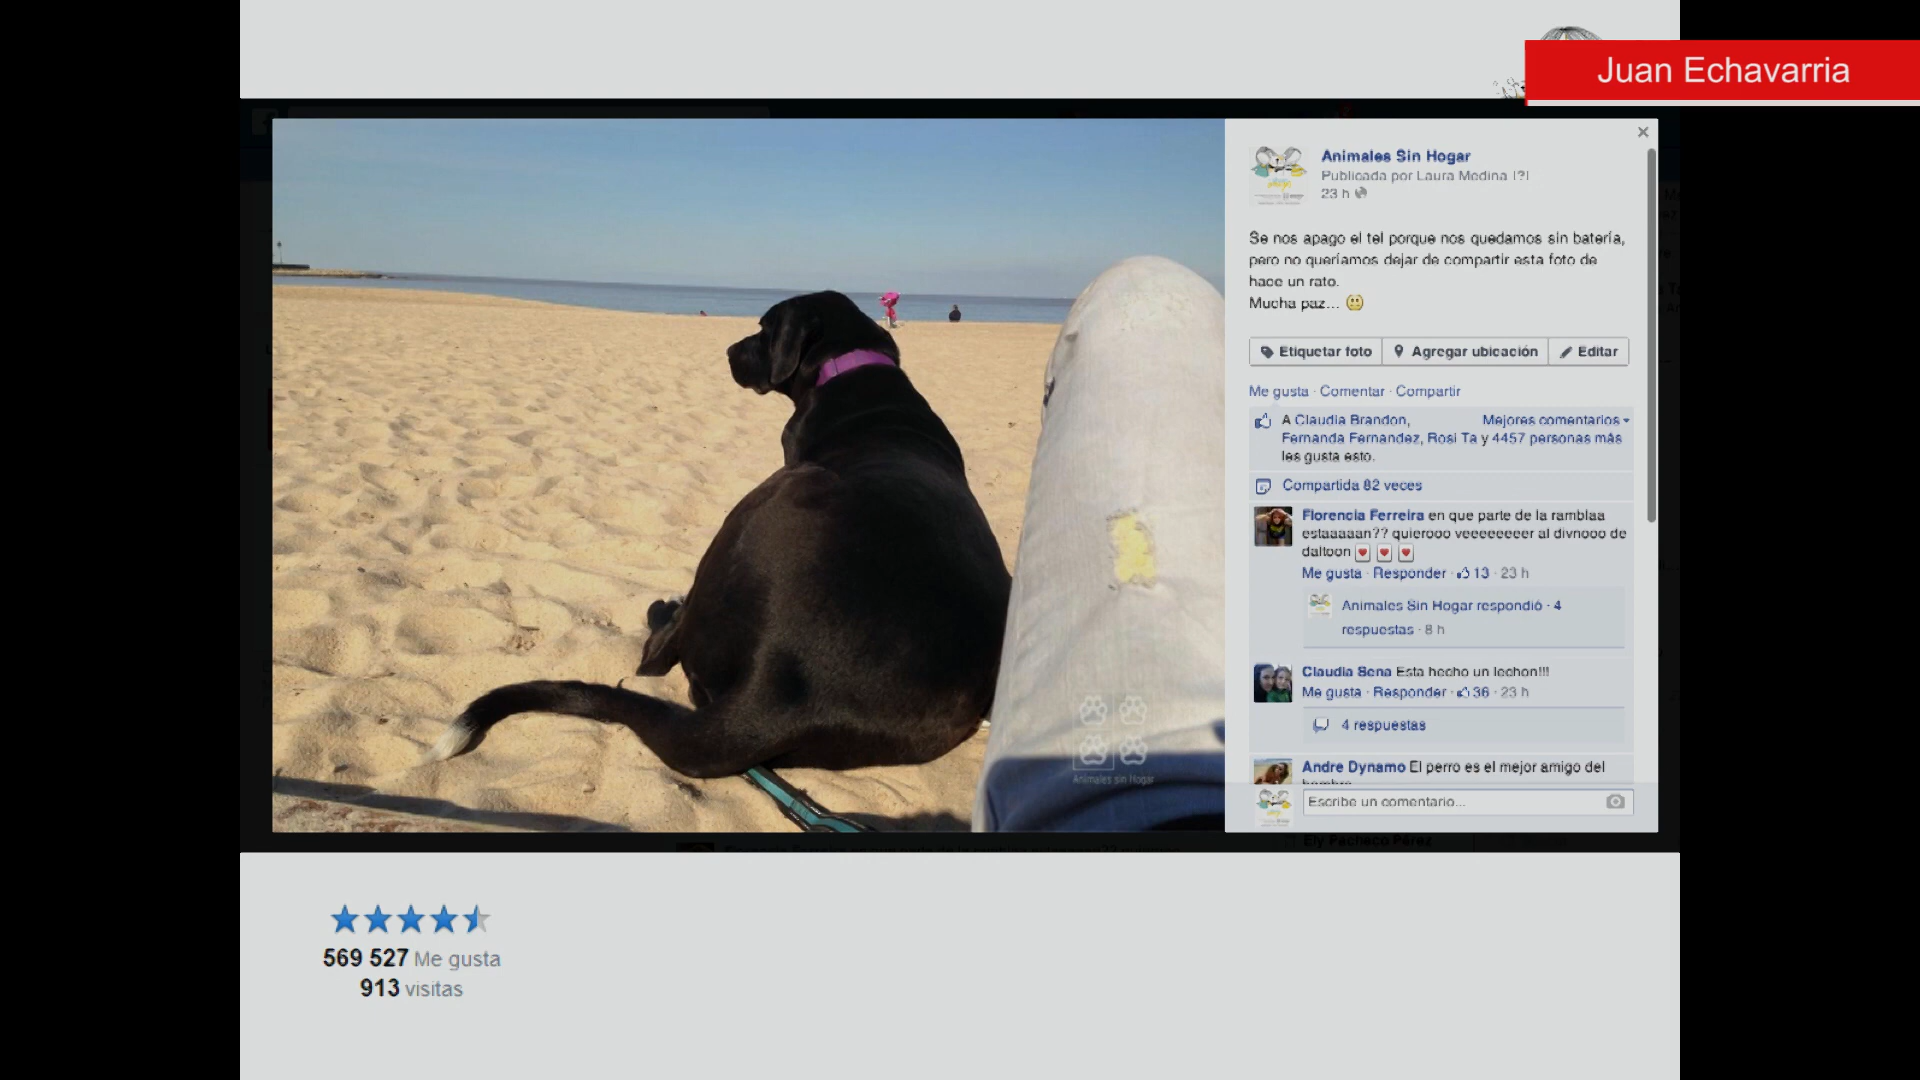 Juan Echavarria
Animales Sin Hogar
Publicada por Laura Medina [?]
23 h
Se nos apago el tel porque nos quedamos sin batería,
pero no queríamos dejar de compartir esta foto de
hace un rato.
Mucha paz...
Etiquetar foto
Agregar ubicación
Editar
Me gusta · Comentar · Compartir
A Claudia Brandon,
Mejores comentarios
Fernanda Fernandez, Rosi Ta y 4457 personas más
les gusta esto.
Compartida 82 veces
Florencia Ferreira en que parte de la ramblaa
estaaaaan?? quierooo veeeeeeeer al divnooo de
daltoon
Me gusta · Responder · 13 · 23 h
Animales Sin Hogar respondió · 4
respuestas · 8 h
Claudia Sena Esta hecho un lechon!!!
Me gusta · Responder · 36 · 23 h
4 respuestas
Andre Dynamo El perro es el mejor amigo del
Escribe un comentario...
Animales sin Hogar
Ely Pacheco Pérez
569 527 Me gusta
913 visitas